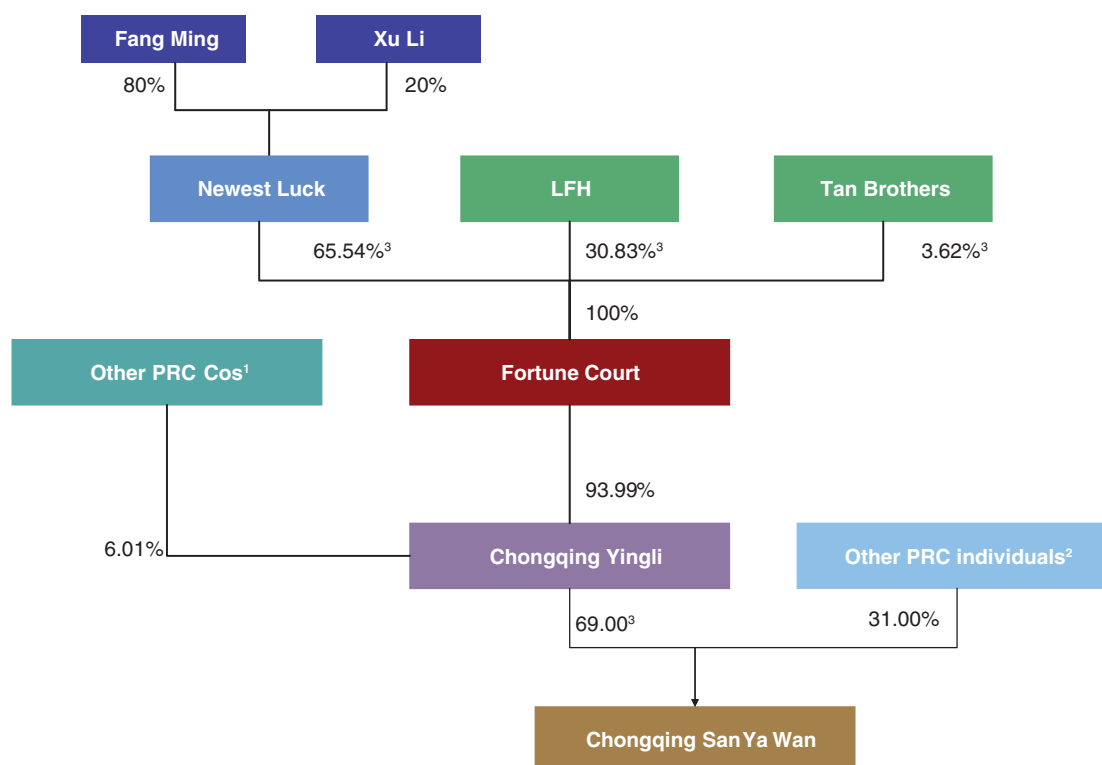 Fang Ming
Xu Li
80%
20%
Newest Luck
LFH
Tan Brothers
65.54%³
30.83%³
3.62%³
100%
Other PRC Cos¹
Fortune Court
93.99%
6.01%
Chongqing Yingli
Other PRC individuals²
69.00³
31.00%
Chongqing SanYa Wan